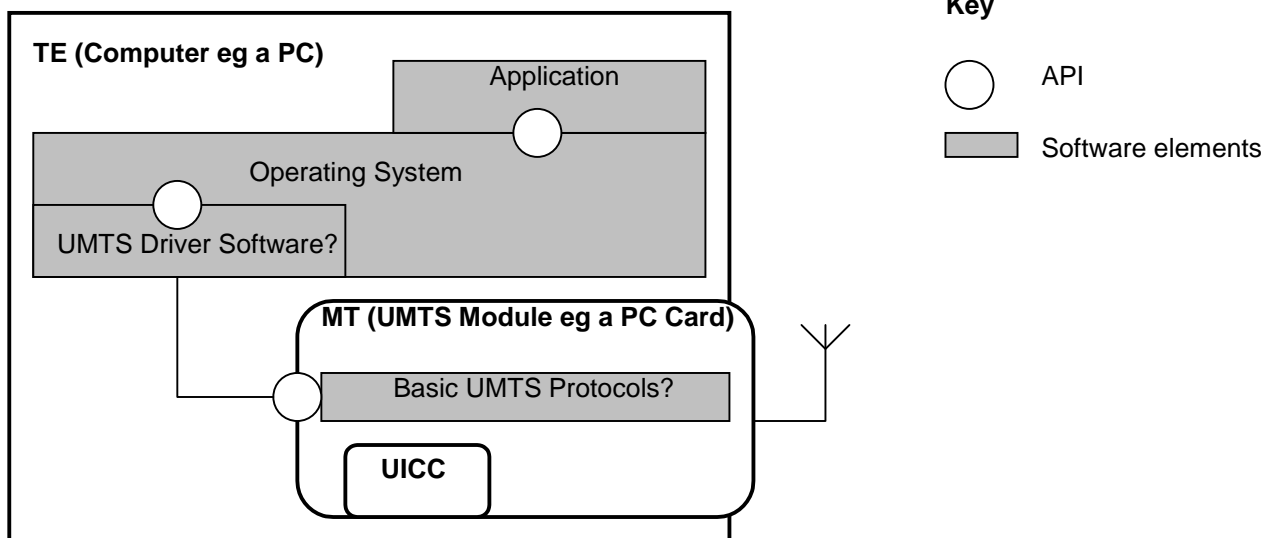 Key
TE (Computer eg a PC)
Application
API
Software elements
Operating System
UMTS Driver Software?
MT (UMTS Module eg a PC Card)
Basic UMTS Protocols?
UICC